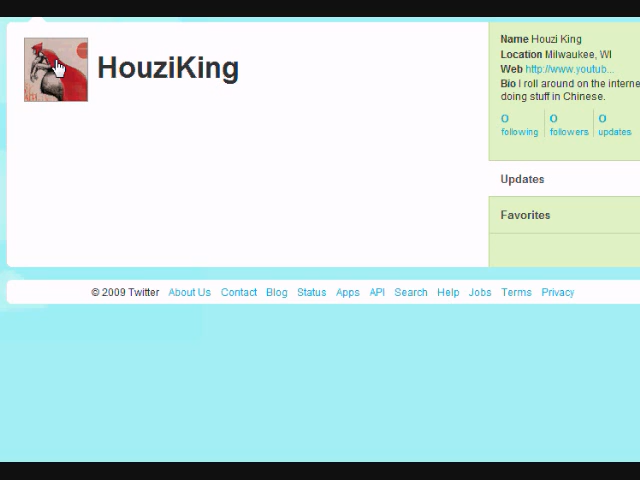 HouziKing
Name Houzi King
Location Milwaukee, WI
Web http://www.youtub...
Bio I roll around on the interne
doing stuff in Chinese.
0 0 0
following followers updates
Updates
Favorites
© 2009 Twitter About Us Contact Blog Status Apps API Search Help Jobs Terms Privacy